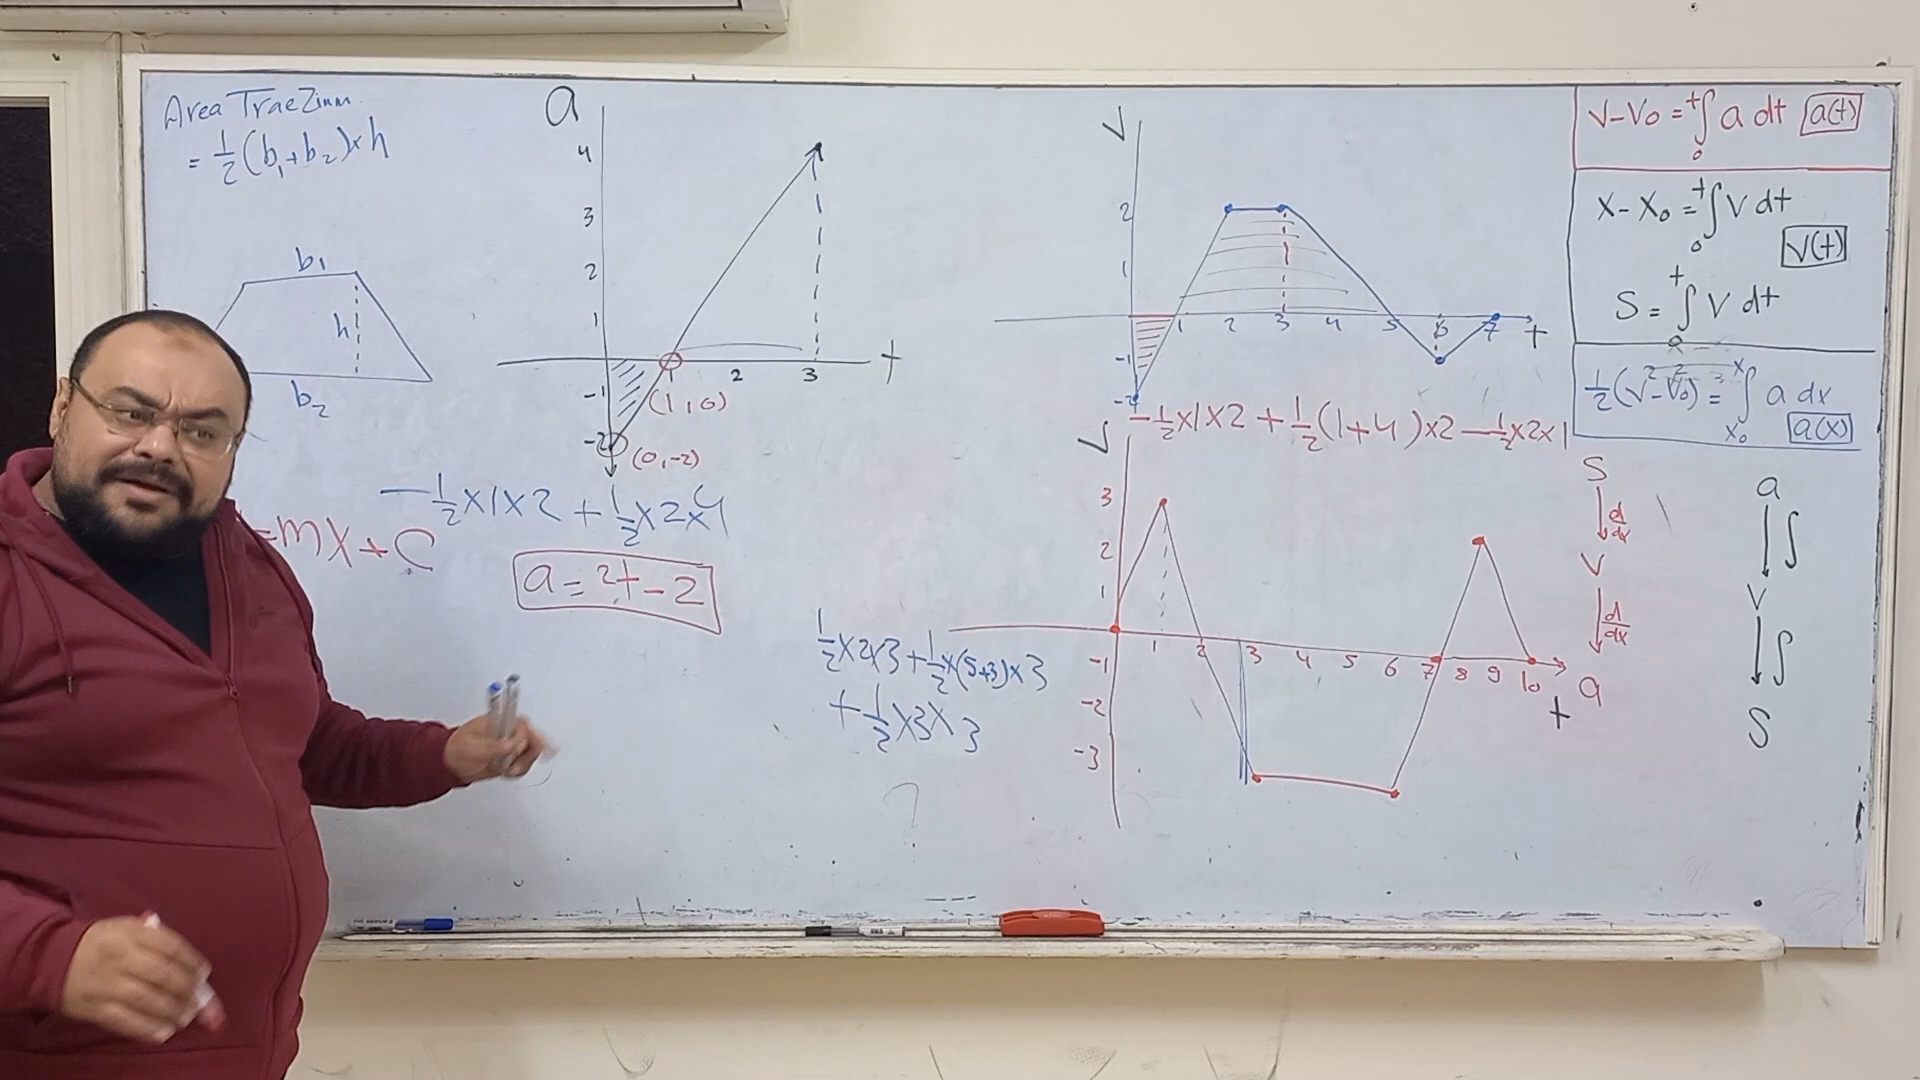 Area TraeZium
= 1/2 (b1 + b2) × h
b1
h
b2
a
4
3
2
1
-1
-2
1 2 3 t
(1, 0)
(0, -2)
= mx + C
- 1/2 × 1 × 2 + 1/2 × 2 × 4
a = 2t - 2
V
2
1
-1
-2
1 2 3 4 5 6 7 t
- 1/2 × 1 × 2 + 1/2 (1 + 4) × 2 - 1/2 × 2 × 1
V
3
2
1
-1
-2
-3
1 2 3 4 5 6 7 8 9 10
t
1/2 × 2 × 3 + 1/2 × (5+3) × 3
+ 1/2 × 3 × 3
V - V0 = ∫0^t a dt a(t)
X - X0 = ∫0^t V dt
V(t)
S = ∫0^t V dt
1/2 (V² - V0²) = ∫x0^x a dx
a(x)
S
↓ d/dx
V
↓ d/dx
a
a
↓ ∫
V
↓ ∫
S